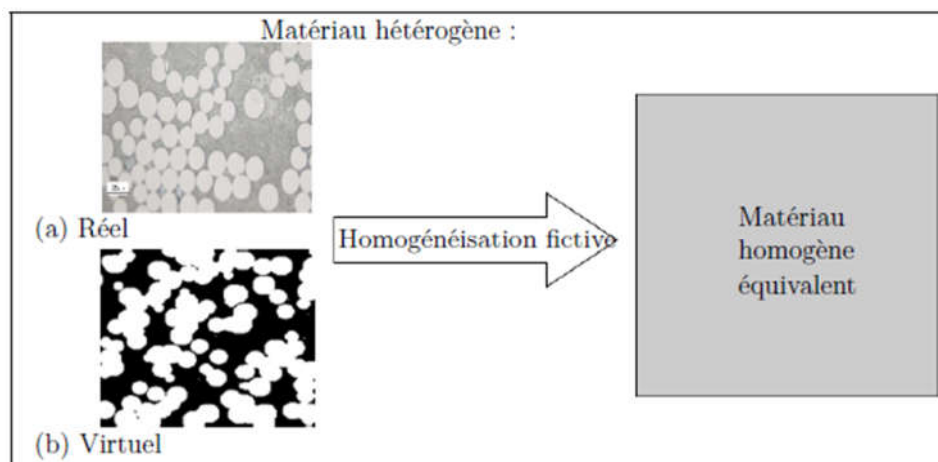 Matériau hétérogène :
(a) Réel
Homogénéisation fictive
Matériau
homogène
équivalent
(b) Virtuel